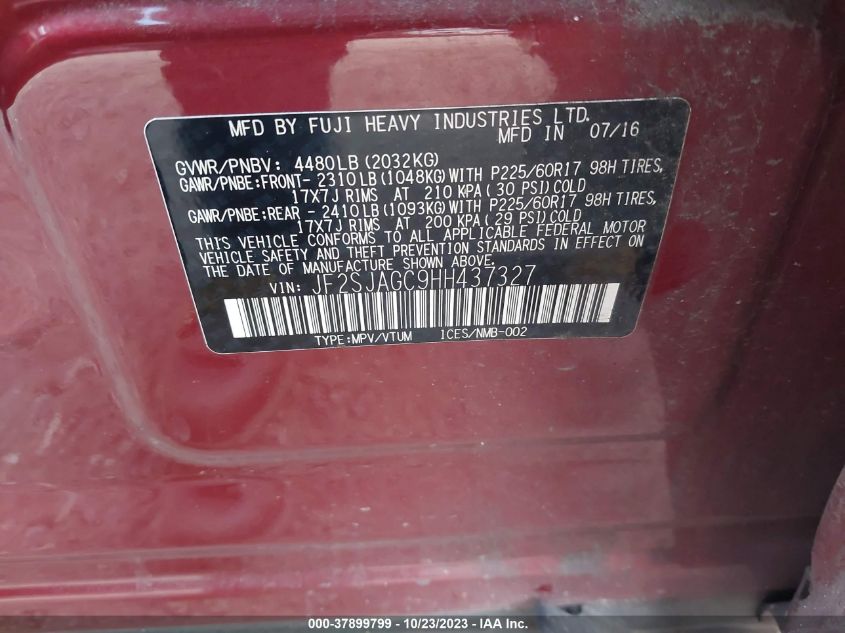 MFD BY FUJI HEAVY INDUSTRIES LTD.
MFD IN 07/16
GVWR/PNBV: 4480LB(2032KG)
GAWR/PNBE:FRONT- 2310LB(1048KG)WITH P225/60R17 98H TIRES,
17X7J RIMS AT 210 KPA(30 PSI)COLD
GAWR/PNBE:REAR - 2410LB(1093KG)WITH P225/60R17 98H TIRES,
17X7J RIMS AT 200 KPA(29 PSI)COLD
THIS VEHICLE CONFORMS TO ALL APPLICABLE FEDERAL MOTOR
VEHICLE SAFETY AND THEFT PREVENTION STANDARDS IN EFFECT ON
THE DATE OF MANUFACTURE SHOWN ABOVE.
VIN: JF2SJAGC9HH437327
TYPE:MPV/VTUM ICES/NMB-002
000-37899799 - 10/23/2023 - IAA Inc.